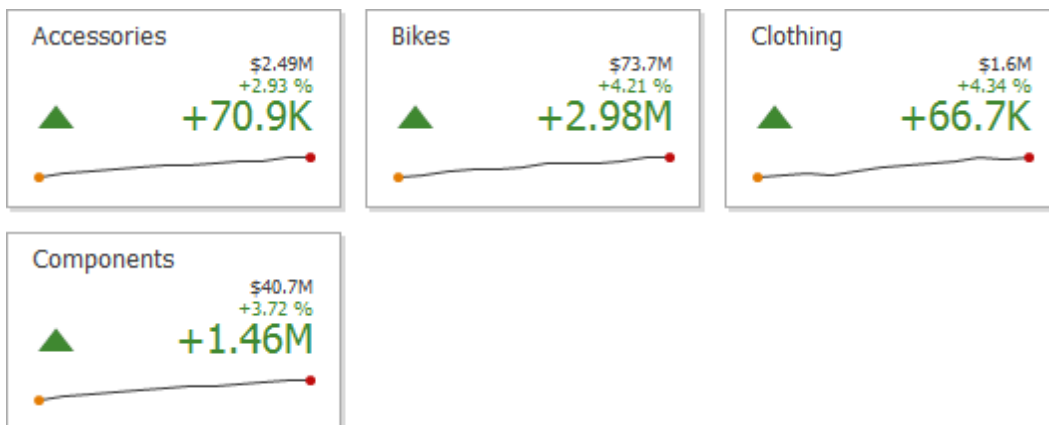 Accessories
$2.49M
+2.93 %
+70.9K
Bikes
$73.7M
+4.21 %
+2.98M
Clothing
$1.6M
+4.34 %
+66.7K
Components
$40.7M
+3.72 %
+1.46M